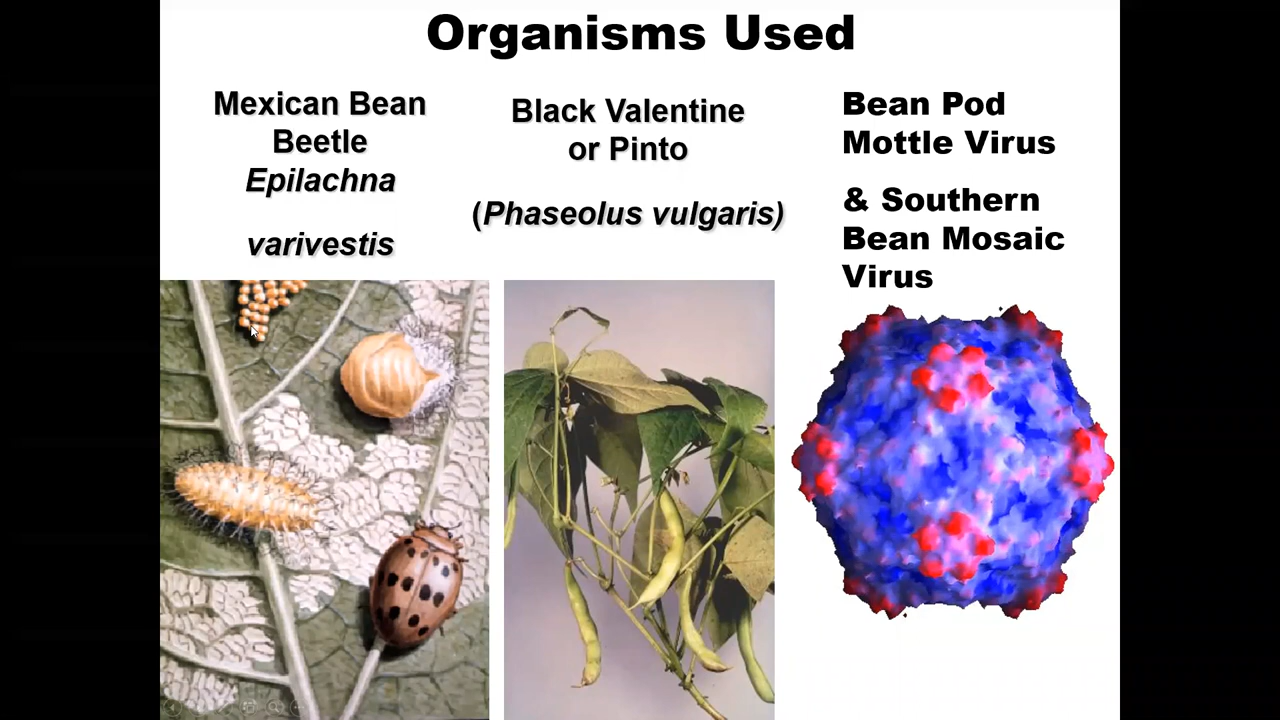 Organisms Used
Mexican Bean
Beetle
Epilachna
varivestis
Black Valentine
or Pinto
(Phaseolus vulgaris)
Bean Pod
Mottle Virus
& Southern
Bean Mosaic
Virus